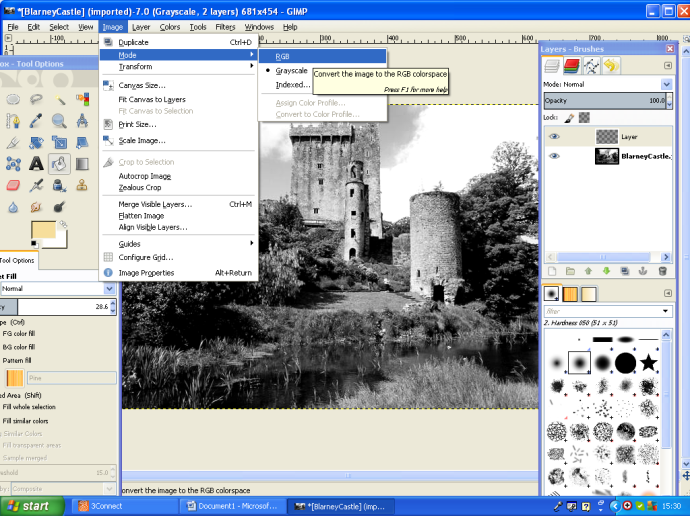 *[BlarneyCastle] (imported)-7.0 (Grayscale, 2 layers) 681x454 - GIMP
File Edit Select View Image Layer Colors Tools Filters Windows Help
ox - Tool Options
Duplicate Ctrl+D
Mode
Transform
Canvas Size...
Fit Canvas to Layers
Fit Canvas to Selection
Print Size...
Scale Image...
Crop to Selection
Autocrop Image
Zealous Crop
Merge Visible Layers... Ctrl+M
Flatten Image
Align Visible Layers...
Guides
Configure Grid...
Image Properties Alt+Return
RGB
Grayscale
Indexed...
Assign Color Profile...
Convert to Color Profile...
Convert the image to the RGB colorspace
Press F1 for more help
Tool Options
et Fill
Normal
cy 28.6
pe (Ctrl)
FG color fill
BG color fill
Pattern fill
Pine
ed Area (Shift)
Fill whole selection
Fill similar colors
Similar Colors
Fill transparent areas
Sample merged
eshold 15.0
by: Composite
Layers - Brushes
Mode: Normal
Opacity 100.0
Lock:
Layer
BlarneyCastle.
filter
2. Hardness 050 (51 x 51)
onvert the image to the RGB colorspace
start
3Connect
Document1 - Microsof...
*[BlarneyCastle] (imp...
15:30